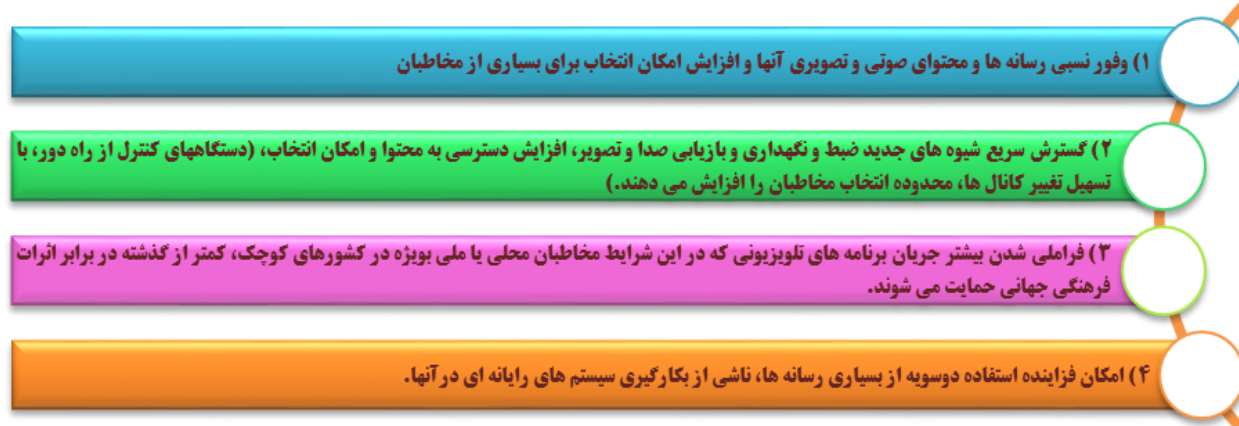 ۱) وفور نسبی رسانه ها و محتوای صوتی و تصویری آنها و افزایش امکان انتخاب برای بسیاری از مخاطبان
۲) گسترش سریع شیوه های جدید ضبط و نگهداری و بازیابی صدا و تصویر، افزایش دسترسی به محتوا و امکان انتخاب، (دستگاههای کنترل از راه دور، با
تسهیل تغییر کانال ها، محدوده انتخاب مخاطبان را افزایش می دهند.)
۳) فراملی شدن بیشتر جریان برنامه های تلویزیونی که در این شرایط مخاطبان محلی یا ملی بویژه در کشورهای کوچک، کمتر از گذشته در برابر اثرات
فرهنگی جهانی حمایت می شوند.
۴) امکان فزاینده استفاده دوسویه از بسیاری رسانه ها، ناشی از بکارگیری سیستم های رایانه ای در آنها.